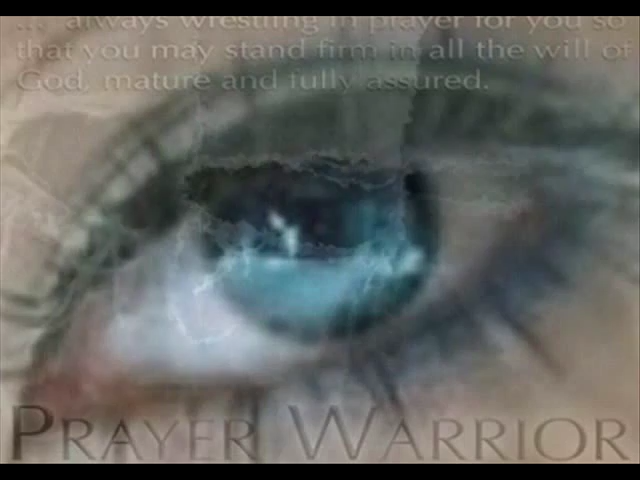 ... always wrestling in prayer for you so
that you may stand firm in all the will of
God, mature and fully assured.
PRAYER WARRIOR